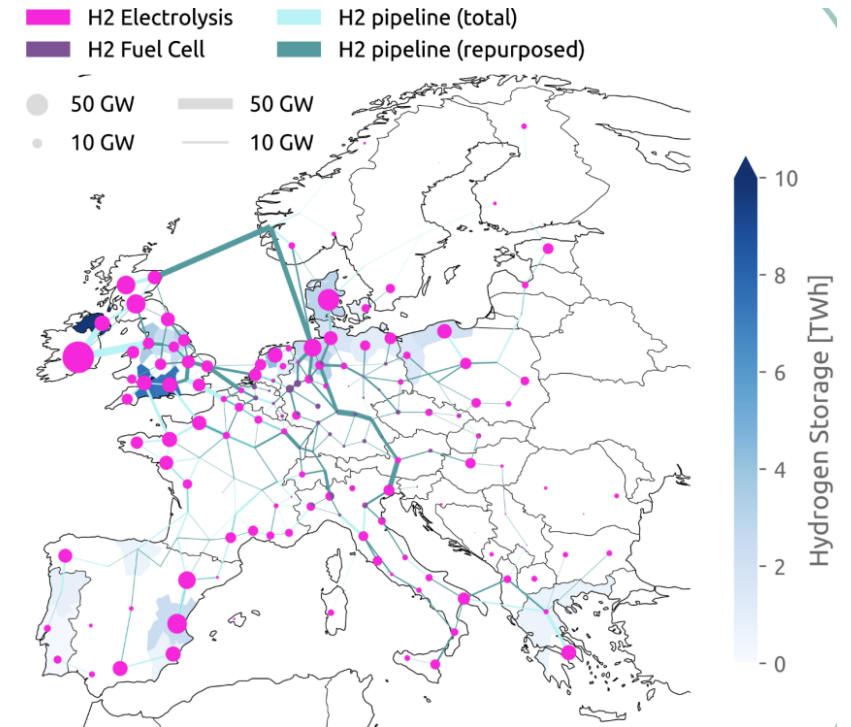 H2 Electrolysis
H2 pipeline (total)
H2 Fuel Cell
H2 pipeline (repurposed)
50 GW
50 GW
10 GW
10 GW
10
8
6
4
2
0
Hydrogen Storage [TWh]